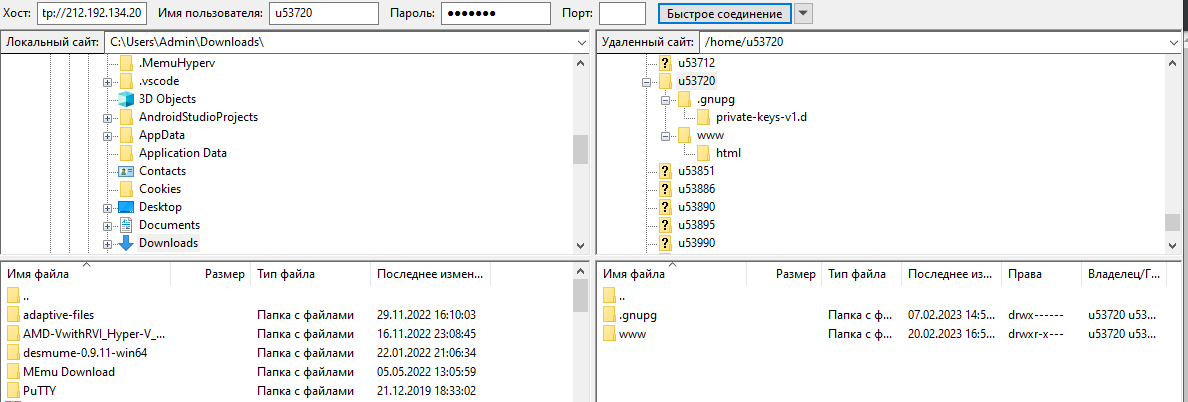 Хост: tp://212.192.134.20 Имя пользователя: u53720 Пароль: ●●●●●●● Порт: Быстрое соединение
Локальный сайт: C:\Users\Admin\Downloads\
.MemuHyperv
.vscode
3D Objects
AndroidStudioProjects
AppData
Application Data
Contacts
Cookies
Desktop
Documents
Downloads
Имя файла Размер Тип файла Последнее измен...
..
adaptive-files Папка с файлами 29.11.2022 16:10:03
AMD-VwithRVI_Hyper-V_... Папка с файлами 16.11.2022 23:08:45
desmume-0.9.11-win64 Папка с файлами 22.01.2022 21:06:34
MEmu Download Папка с файлами 05.05.2022 13:05:59
PuTTY Папка с файлами 21.12.2019 18:33:02
Удаленный сайт: /home/u53720
u53712
u53720
.gnupg
private-keys-v1.d
www
html
u53851
u53886
u53890
u53895
u53990
Имя файла Размер Тип файла Последнее из... Права Владелец/Г...
..
.gnupg Папка с ф... 07.02.2023 14:5... drwx------ u53720 u53...
www Папка с ф... 20.02.2023 16:5... drwxr-x--- u53720 u53...